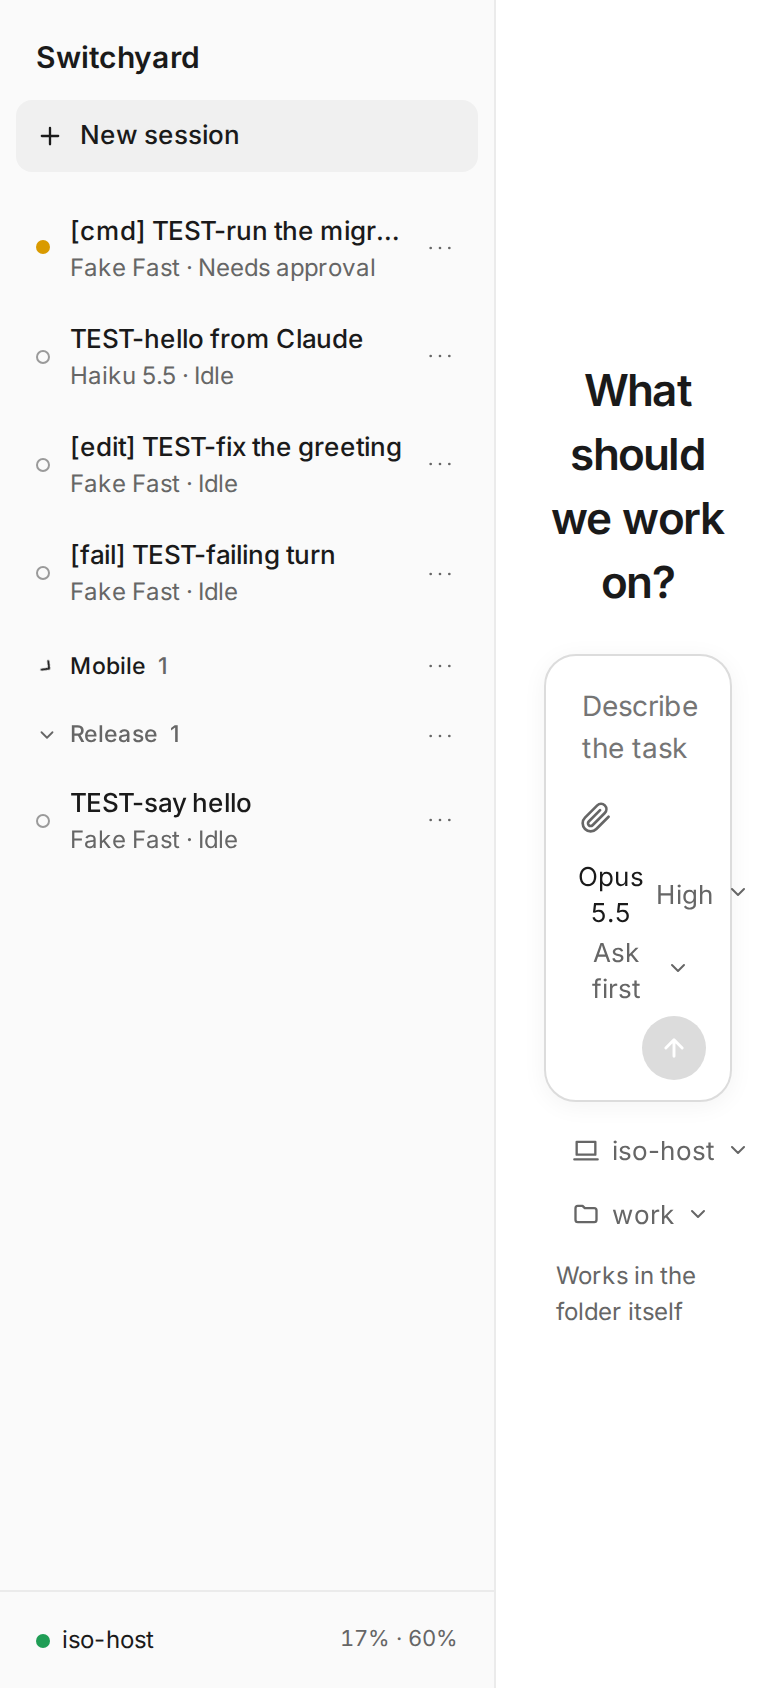 Switchyard
New session
[cmd] TEST-run the migr...
Fake Fast · Needs approval
TEST-hello from Claude
Haiku 5.5 · Idle
[edit] TEST-fix the greeting
Fake Fast · Idle
[fail] TEST-failing turn
Fake Fast · Idle
Mobile 1
Release 1
TEST-say hello
Fake Fast · Idle
iso-host 17% · 60%
What
should
we work
on?
Describe
the task
Opus
5.5
High
Ask
first
iso-host
work
Works in the
folder itself